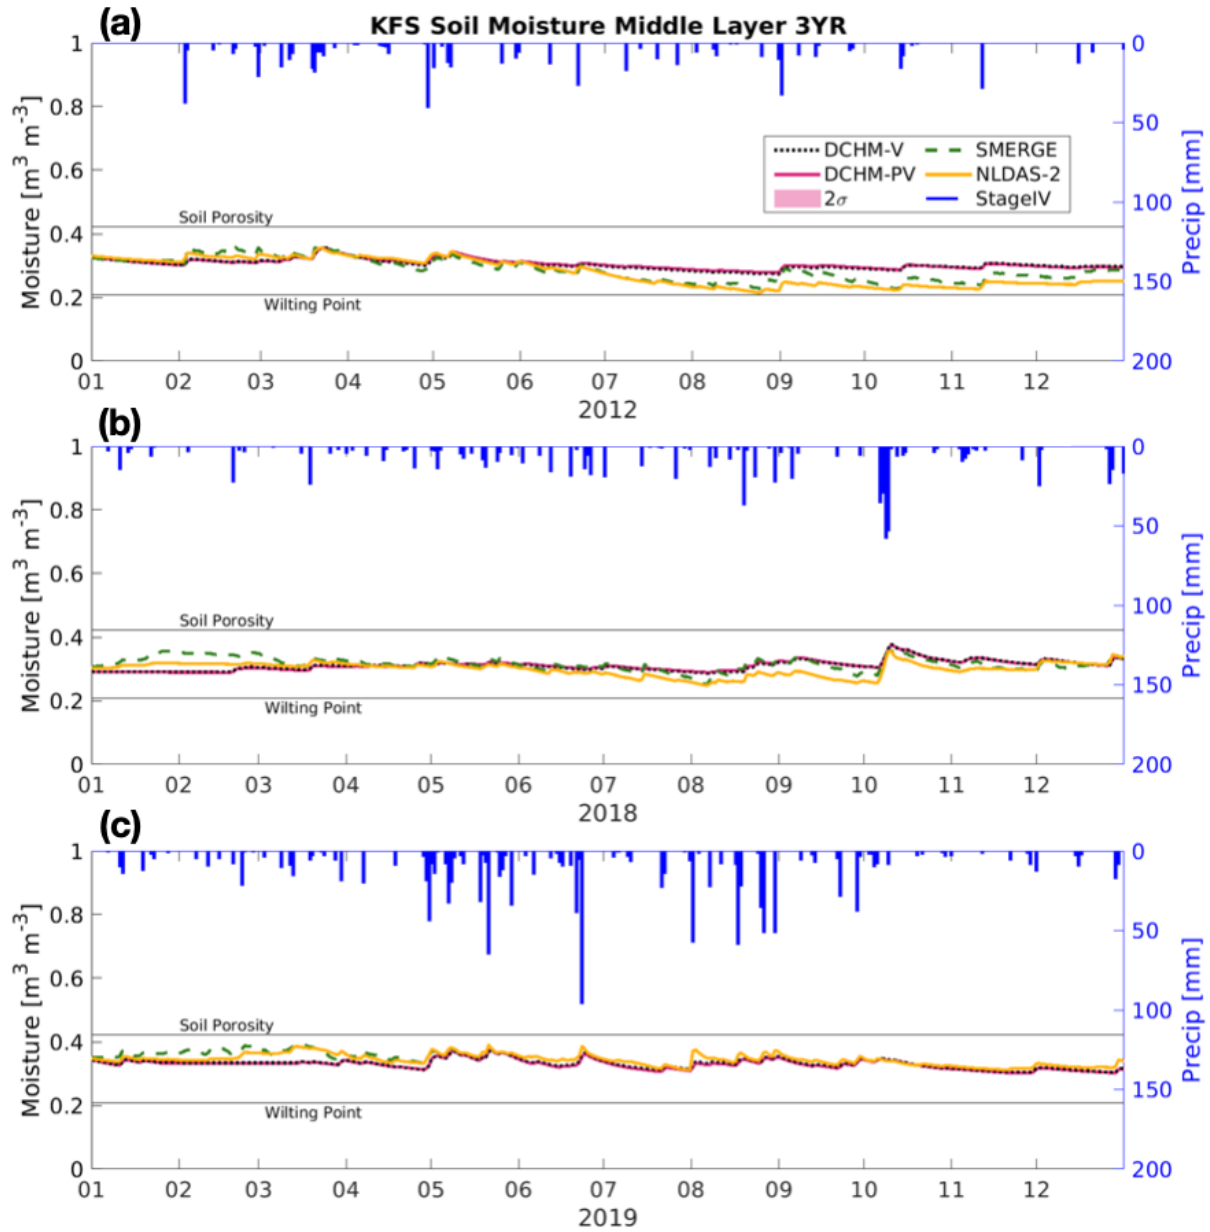 (a)
KFS Soil Moisture Middle Layer 3YR
1
0.8
0.6
0.4
0.2
0
Moisture [m³ m⁻³]
0
50
100
150
200
Precip [mm]
DCHM-V
SMERGE
DCHM-PV
NLDAS-2
2σ
StageIV
Soil Porosity
Wilting Point
01 02 03 04 05 06 07 08 09 10 11 12
2012
(b)
1
0.8
0.6
0.4
0.2
0
Moisture [m³ m⁻³]
0
50
100
150
200
Precip [mm]
Soil Porosity
Wilting Point
01 02 03 04 05 06 07 08 09 10 11 12
2018
(c)
1
0.8
0.6
0.4
0.2
0
Moisture [m³ m⁻³]
0
50
100
150
200
Precip [mm]
Soil Porosity
Wilting Point
01 02 03 04 05 06 07 08 09 10 11 12
2019